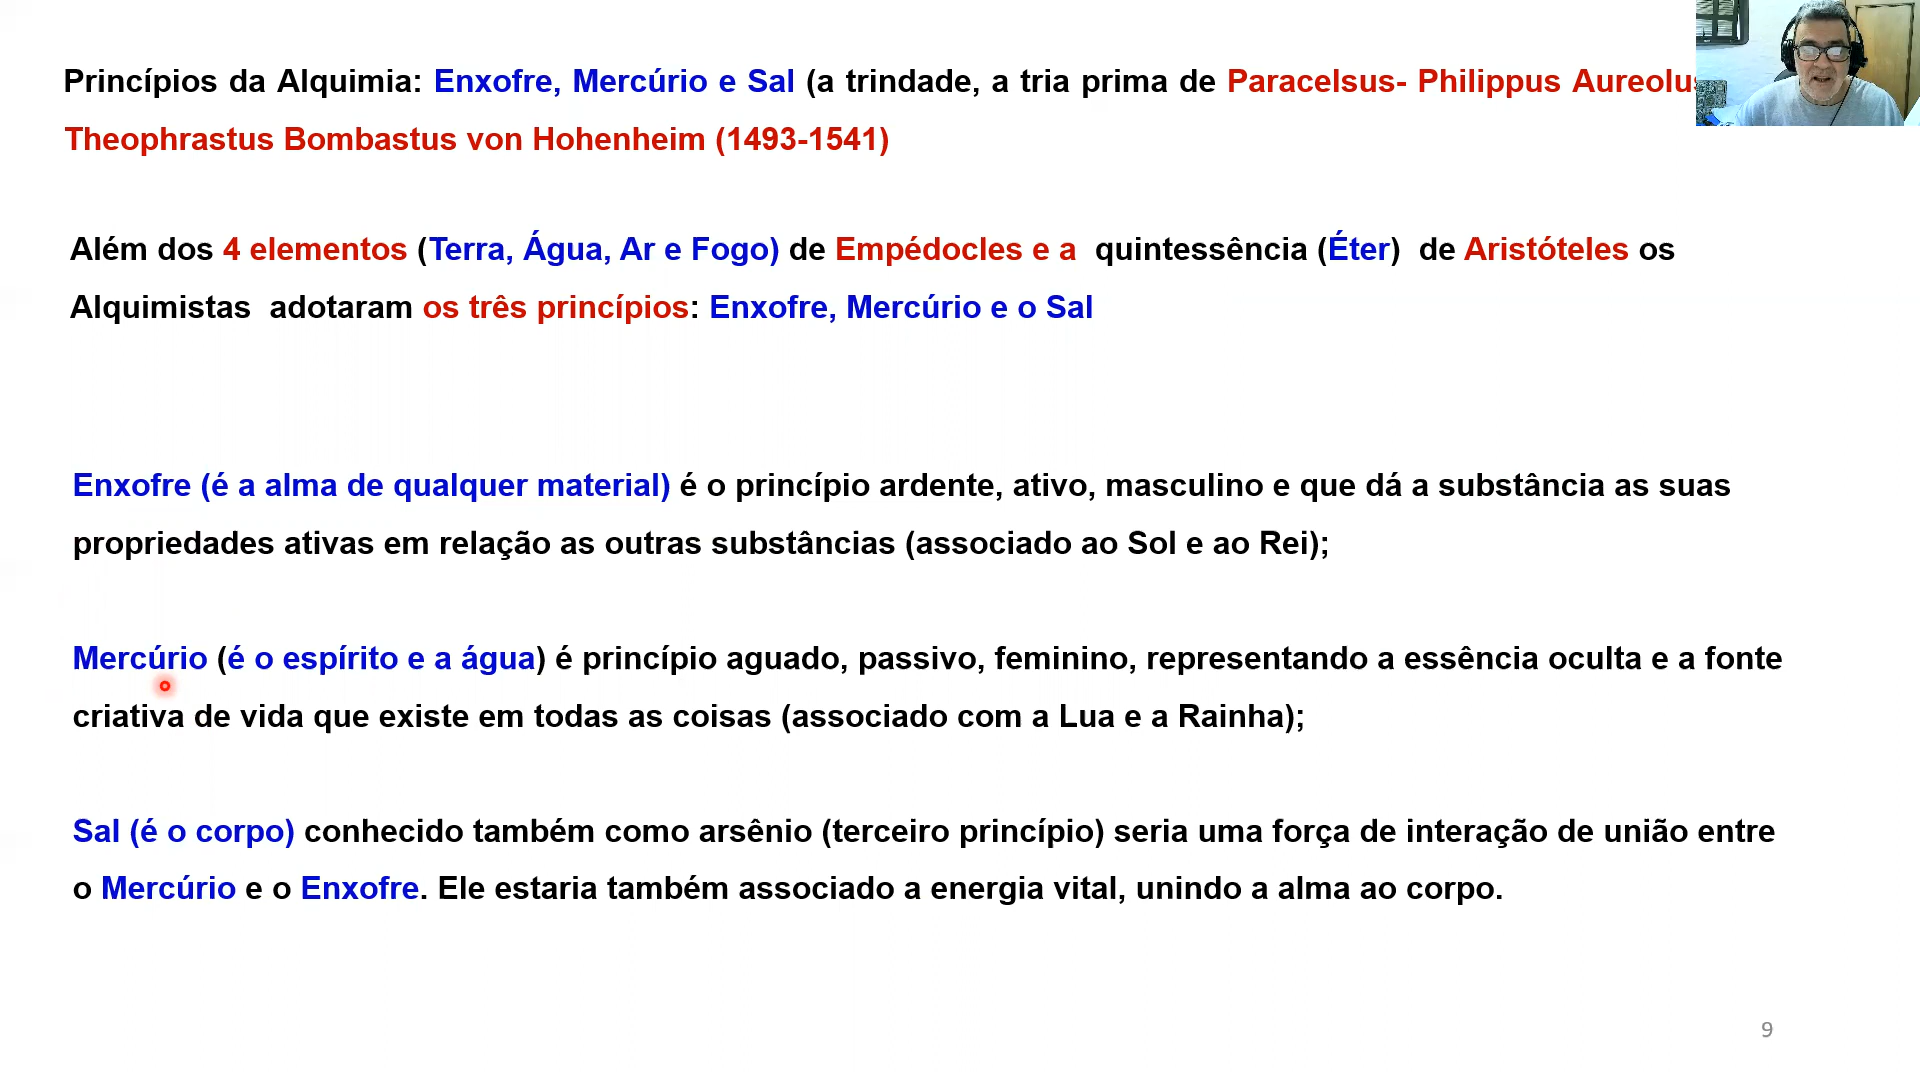 Princípios da Alquimia: Enxofre, Mercúrio e Sal (a trindade, a tria prima de Paracelsus- Philippus Aureolus
Theophrastus Bombastus von Hohenheim (1493-1541)
Além dos 4 elementos (Terra, Água, Ar e Fogo) de Empédocles e a quintessência (Éter) de Aristóteles os
Alquimistas adotaram os três princípios: Enxofre, Mercúrio e o Sal
Enxofre (é a alma de qualquer material) é o princípio ardente, ativo, masculino e que dá a substância as suas
propriedades ativas em relação as outras substâncias (associado ao Sol e ao Rei);
Mercúrio (é o espírito e a água) é princípio aguado, passivo, feminino, representando a essência oculta e a fonte
criativa de vida que existe em todas as coisas (associado com a Lua e a Rainha);
Sal (é o corpo) conhecido também como arsênio (terceiro princípio) seria uma força de interação de união entre
o Mercúrio e o Enxofre. Ele estaria também associado a energia vital, unindo a alma ao corpo.
9